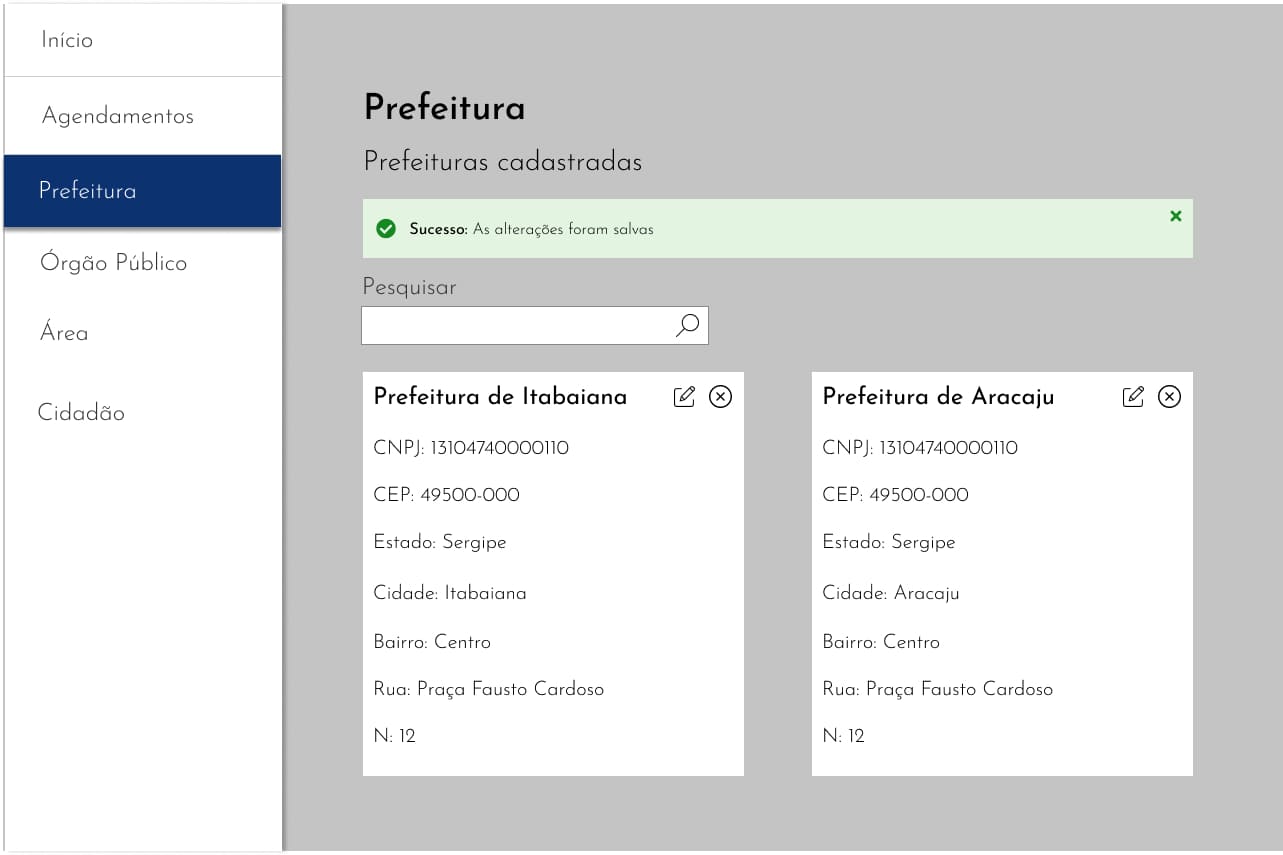 Início
Agendamentos
Prefeitura
Órgão Público
Área
Cidadão
Prefeitura
Prefeituras cadastradas
Sucesso: As alterações foram salvas
Pesquisar
Prefeitura de Itabaiana
CNPJ: 13104740000110
CEP: 49500-000
Estado: Sergipe
Cidade: Itabaiana
Bairro: Centro
Rua: Praça Fausto Cardoso
N: 12
Prefeitura de Aracaju
CNPJ: 13104740000110
CEP: 49500-000
Estado: Sergipe
Cidade: Aracaju
Bairro: Centro
Rua: Praça Fausto Cardoso
N: 12